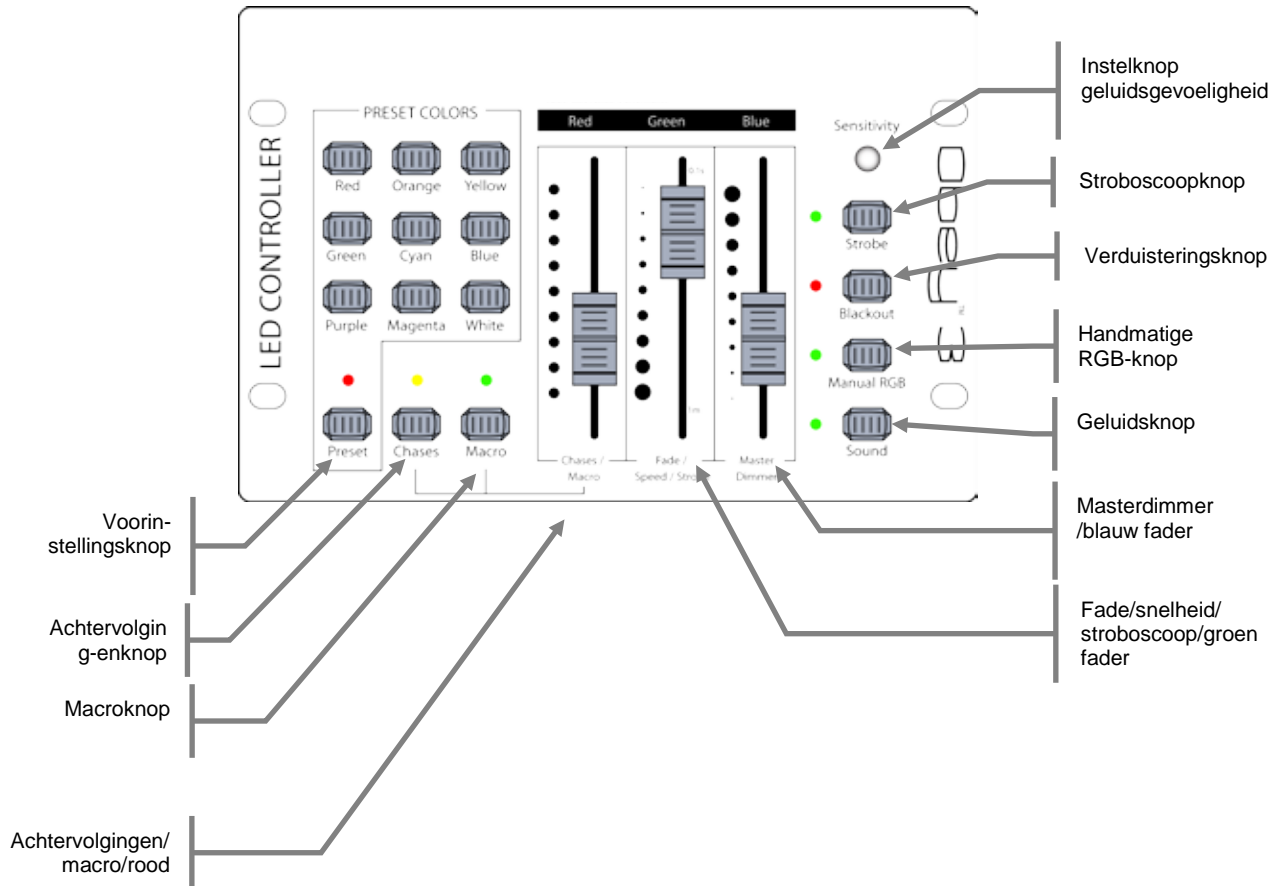 Instelknop
geluidsgevoeligheid
Stroboscoopknop
Verduisteringsknop
Handmatige
RGB-knop
Geluidsknop
Masterdimmer
/blauw fader
Fade/snelheid/
stroboscoop/groen
fader
LED CONTROLLER
PRESET COLORS
Red
Orange
Yellow
Green
Cyan
Blue
Purple
Magenta
White
Preset
Chases
Macro
Red
Green
Blue
0.1s
Chases /
Macro
Fade /
Speed /
Master
Dimmer
Sensitivity
Strobe
Blackout
Manual RGB
Sound
Voorin-
stellingsknop
Achtervolgin
g-enknop
Macroknop
Achtervolgingen/
macro/rood